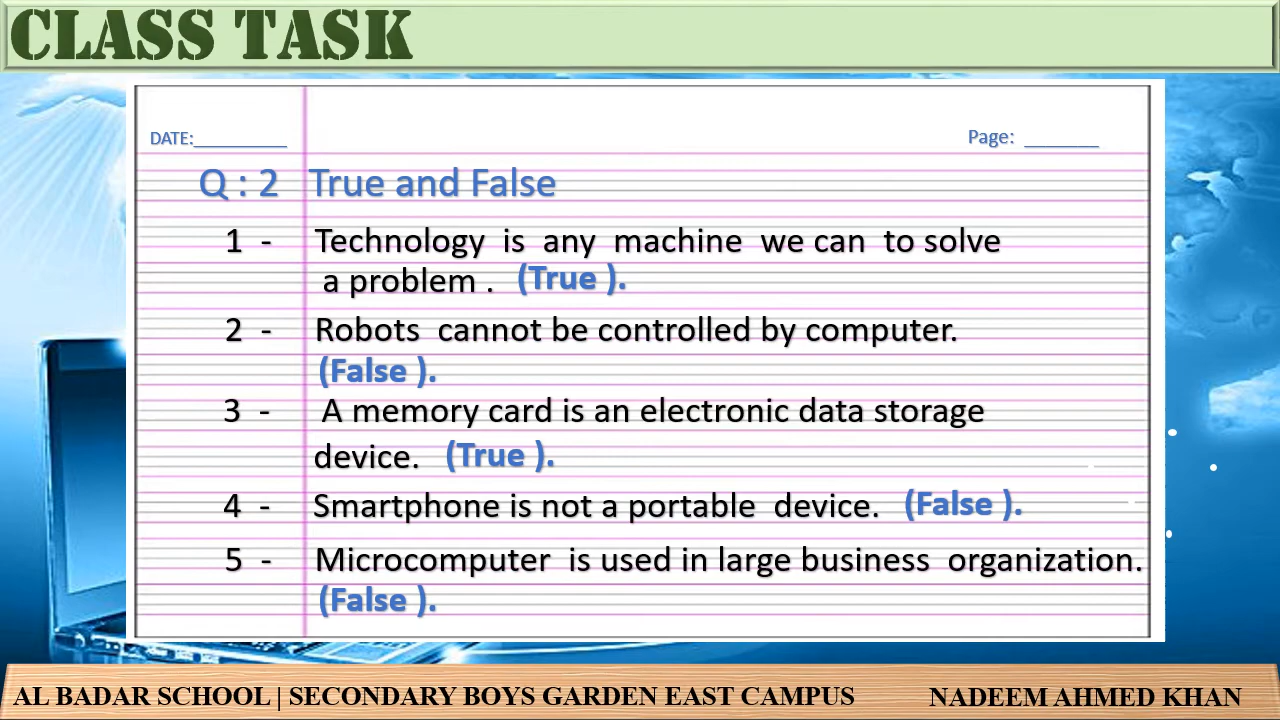 CLASS TASK
DATE:__________ Page: _______
Q : 2 True and False
1 - Technology is any machine we can to solve
a problem . (True ).
2 - Robots cannot be controlled by computer.
(False ).
3 - A memory card is an electronic data storage
device. (True ).
4 - Smartphone is not a portable device. (False ).
5 - Microcomputer is used in large business organization.
(False ).
AL BADAR SCHOOL | SECONDARY BOYS GARDEN EAST CAMPUS NADEEM AHMED KHAN